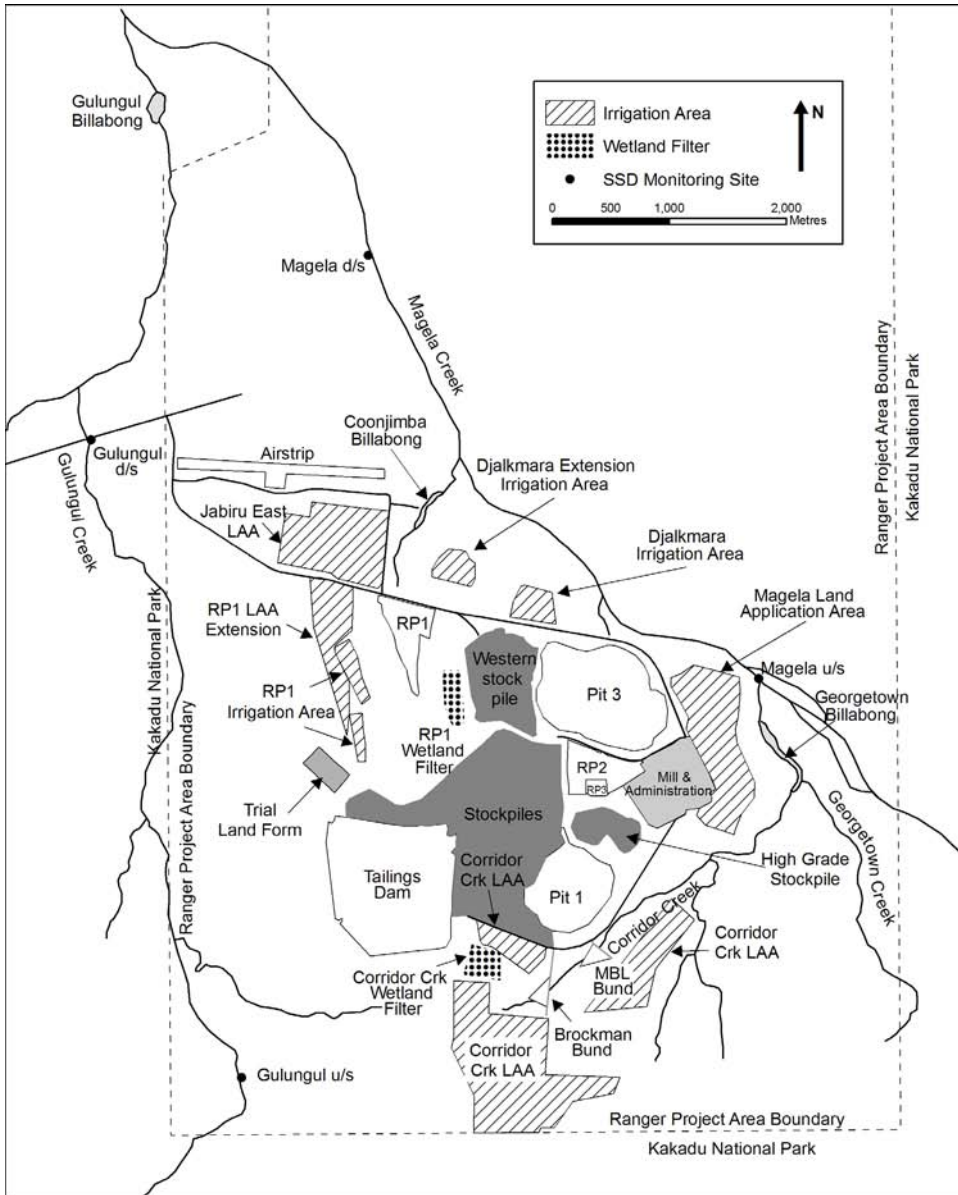 Gulungul
Billabong
Irrigation Area
Wetland Filter
SSD Monitoring Site
N
0 500 1,000 2,000
Metres
Magela d/s
Magela Creek
Ranger Project Area Boundary
Kakadu National Park
Coonjimba
Billabong
Gulungul
d/s
Gulungul Creek
Airstrip
Djalkmara Extension
Irrigation Area
Jabiru East
LAA
Djalkmara
Irrigation Area
Magela Land
Application Area
RP1 LAA
Extension
RP1
Western
stock
pile
Pit 3
Magela u/s
Georgetown
Billabong
Kakadu National Park
Ranger Project Area Boundary
RP1
Irrigation Area
RP1
Wetland
Filter
RP2
RP3
Mill &
Administration
Trial
Land Form
Stockpiles
Georgetown Creek
High Grade
Stockpile
Tailings
Dam
Corridor
Crk LAA
Pit 1
Corridor Creek
Corridor
Crk LAA
MBL
Bund
Corridor Crk
Wetland
Filter
Brockman
Bund
Corridor
Crk LAA
Gulungul u/s
Ranger Project Area Boundary
Kakadu National Park